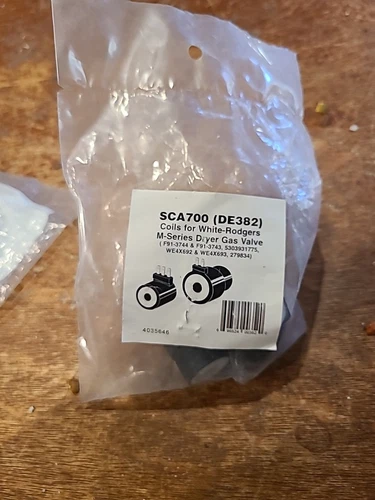 SCA700 (DE382)
Coils for White-Rodgers
M-Series Dryer Gas Valve
( F91-3744 & F91-3743, 5303931775,
WE4X692 & WE4X693, 279834)
4035646